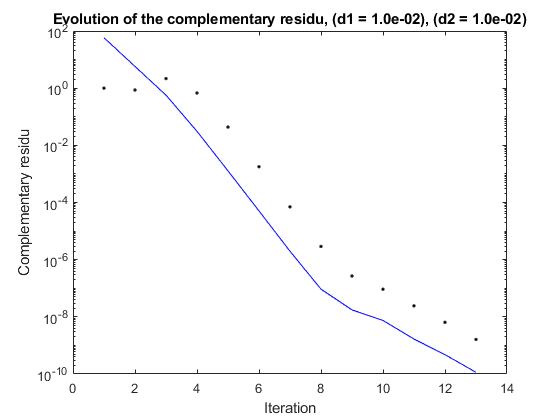 Evolution of the complementary residu, (d1 = 1.0e-02), (d2 = 1.0e-02)
Complementary residu
10^2
10^0
10^-2
10^-4
10^-6
10^-8
10^-10
0 2 4 6 8 10 12 14
Iteration